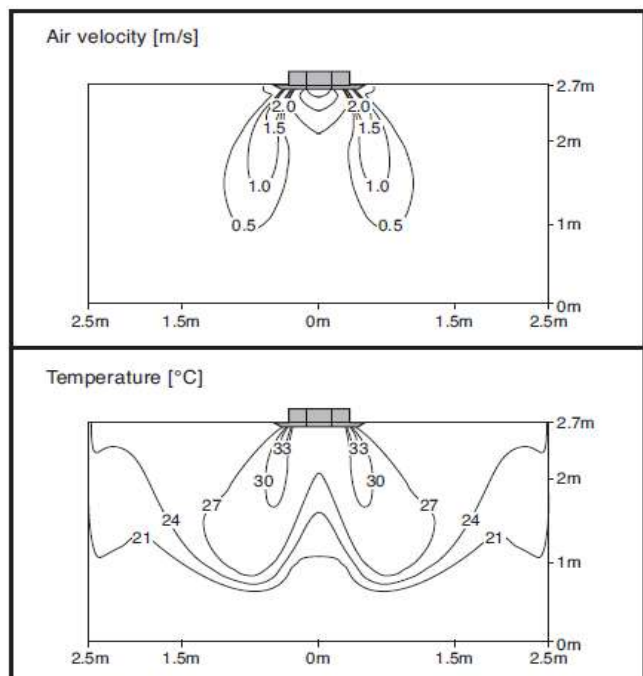 Air velocity [m/s]
2.7m
2.0 2.0
1.5 1.5
2m
1.0 1.0
0.5 0.5
1m
0m
2.5m 1.5m 0m 1.5m 2.5m
Temperature [°C]
2.7m
33 33
30 30
2m
27 27
24 24
21 21
1m
0m
2.5m 1.5m 0m 1.5m 2.5m